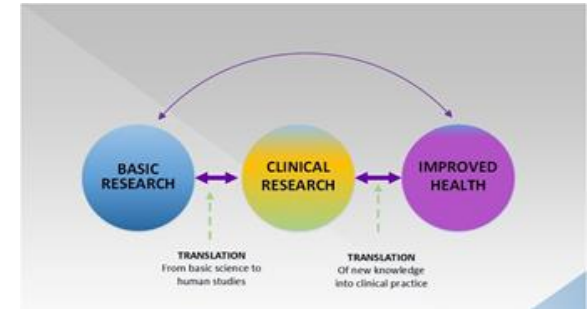 BASIC
RESEARCH
CLINICAL
RESEARCH
IMPROVED
HEALTH
TRANSLATION
From basic science to
human studies
TRANSLATION
Of new knowledge
into clinical practice